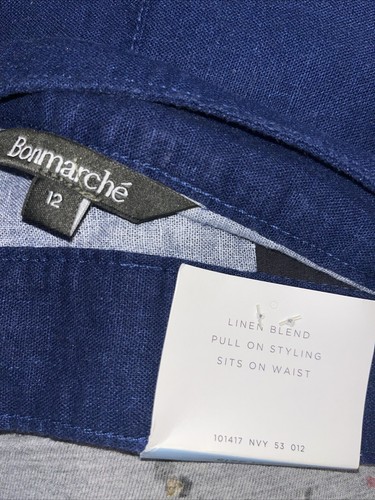 Bonmarché
12
LINEN BLEND
PULL ON STYLING
SITS ON WAIST
101417 NVY 53 012